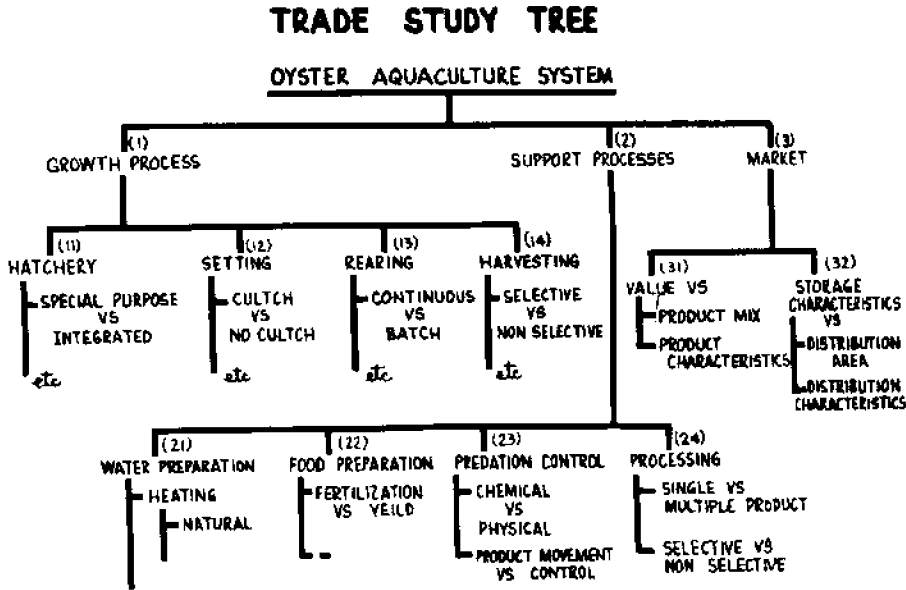 TRADE STUDY TREE
OYSTER AQUACULTURE SYSTEM
(1)
GROWTH PROCESS
(2)
SUPPORT PROCESSES
(3)
MARKET
(11)
HATCHERY
SPECIAL PURPOSE
VS
INTEGRATED
etc
(12)
SETTING
CULTCH
VS
NO CULTCH
etc
(13)
REARING
CONTINUOUS
VS
BATCH
etc
(14)
HARVESTING
SELECTIVE
VS
NON SELECTIVE
etc
(31)
VALUE VS
PRODUCT MIX
PRODUCT
CHARACTERISTICS
(32)
STORAGE
CHARACTERISTICS
VS
DISTRIBUTION
AREA
DISTRIBUTION
CHARACTERISTICS
(21)
WATER PREPARATION
HEATING
NATURAL
(22)
FOOD PREPARATION
FERTILIZATION
VS VEILD
(23)
PREDATION CONTROL
CHEMICAL
VS
PHYSICAL
PRODUCT MOVEMENT
VS CONTROL
(24)
PROCESSING
SINGLE VS
MULTIPLE PRODUCT
SELECTIVE VS
NON SELECTIVE